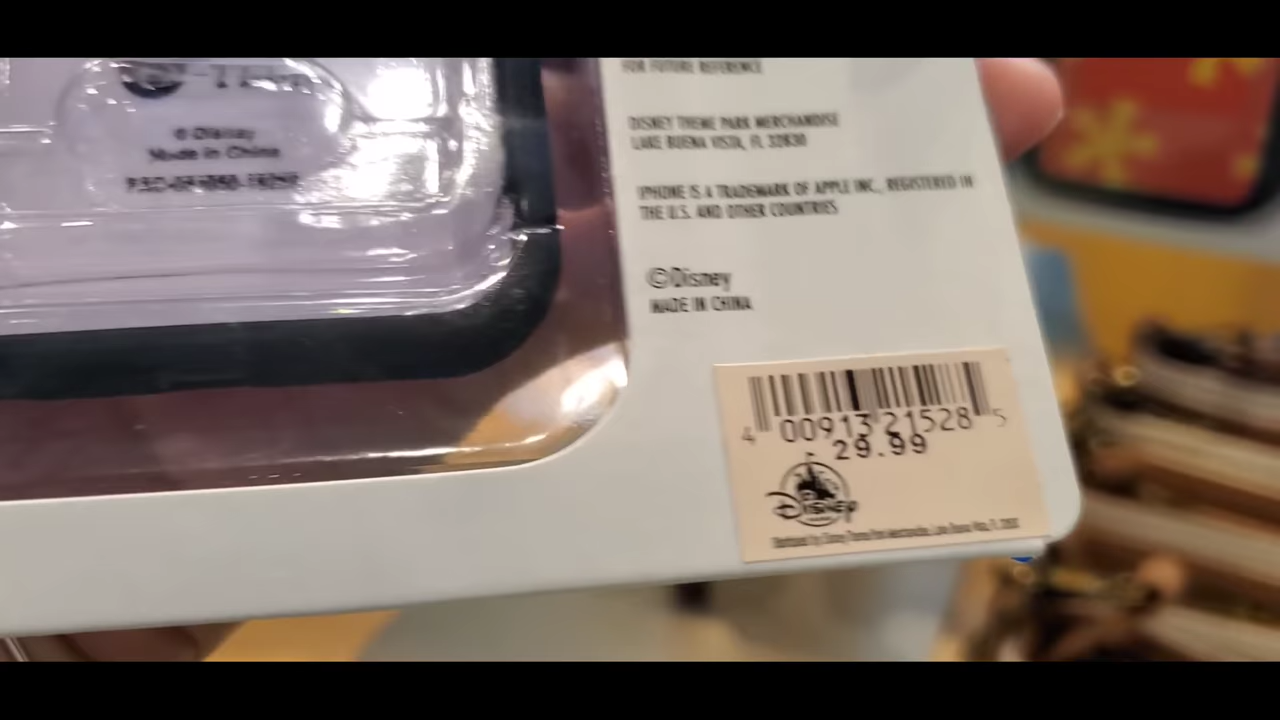 © Disney
Made in China
FOR FUTURE REFERENCE
DISNEY THEME PARK MERCHANDISE
LAKE BUENA VISTA, FL 32830
IPHONE IS A TRADEMARK OF APPLE INC., REGISTERED IN
THE U.S. AND OTHER COUNTRIES
©Disney
MADE IN CHINA
4 00913 21528 5
29.99
Disney